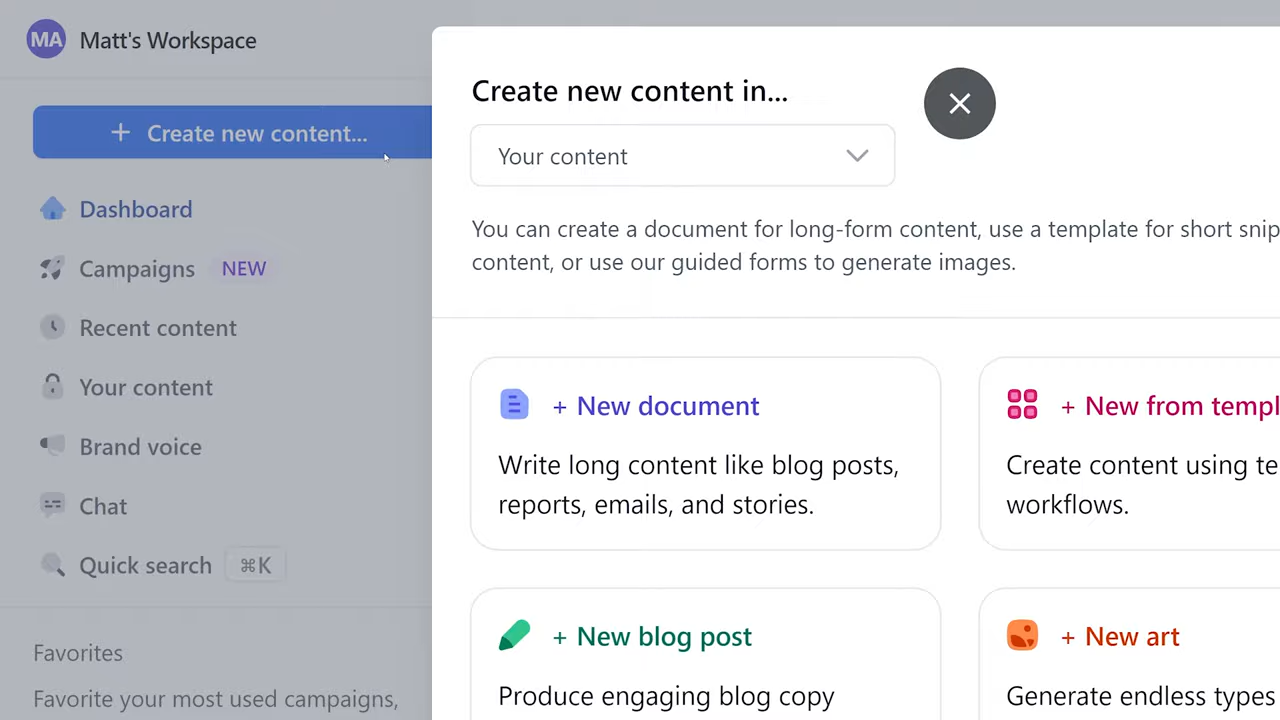 MA Matt's Workspace
+ Create new content...
Dashboard
Campaigns NEW
Recent content
Your content
Brand voice
Chat
Quick search ⌘K
Favorites
Favorite your most used campaigns,
Create new content in...
Your content
You can create a document for long-form content, use a template for short snip
content, or use our guided forms to generate images.
+ New document
Write long content like blog posts,
reports, emails, and stories.
+ New from templ
Create content using te
workflows.
+ New blog post
Produce engaging blog copy
+ New art
Generate endless types